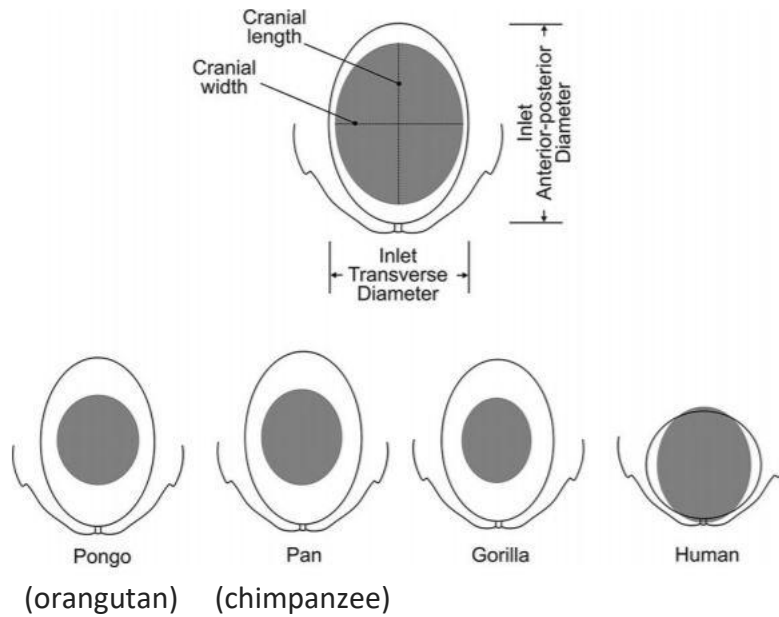 Cranial
length
Cranial
width
Inlet
Anterior-posterior
Diameter
Inlet
Transverse
Diameter
Pongo
Pan
Gorilla
Human
(orangutan)
(chimpanzee)